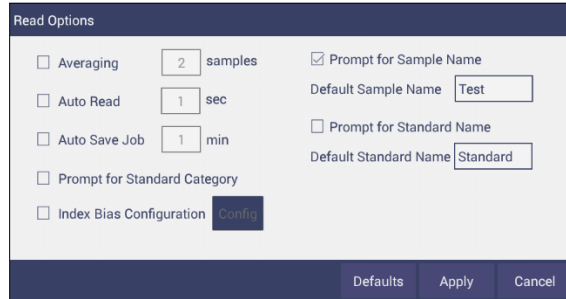 Read Options
Averaging 2 samples
Auto Read 1 sec
Auto Save Job 1 min
Prompt for Standard Category
Index Bias Configuration Config
Prompt for Sample Name
Default Sample Name Test
Prompt for Standard Name
Default Standard Name Standard
Defaults Apply Cancel